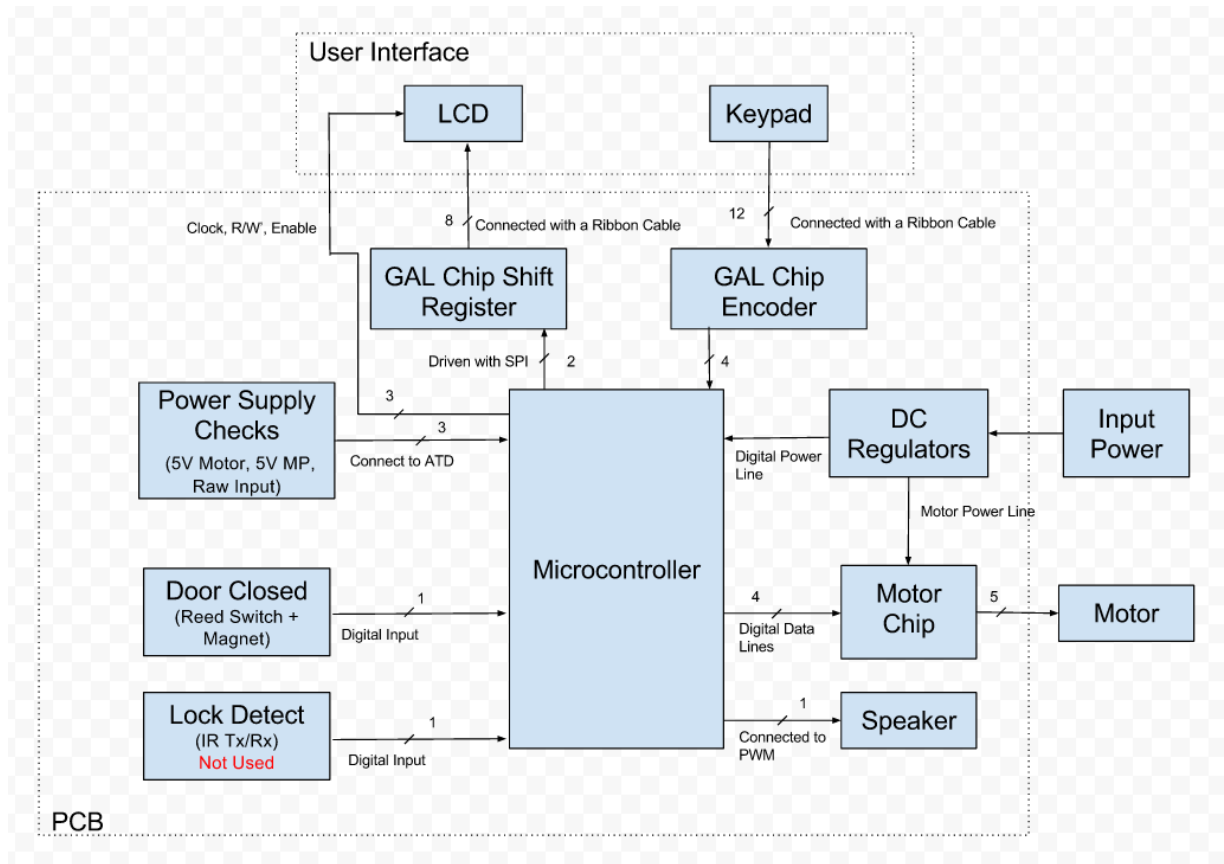 User Interface
LCD
Keypad
Clock, R/W', Enable
8
Connected with a Ribbon Cable
12
Connected with a Ribbon Cable
GAL Chip Shift
Register
GAL Chip
Encoder
Driven with SPI
2
4
Power Supply
Checks
(5V Motor, 5V MP,
Raw Input)
3
3
Connect to ATD
DC
Regulators
Input
Power
Digital Power
Line
Motor Power Line
Microcontroller
Door Closed
(Reed Switch +
Magnet)
1
Digital Input
4
Digital Data
Lines
Motor
Chip
5
Motor
Lock Detect
(IR Tx/Rx)
Not Used
1
Digital Input
1
Connected to
PWM
Speaker
PCB